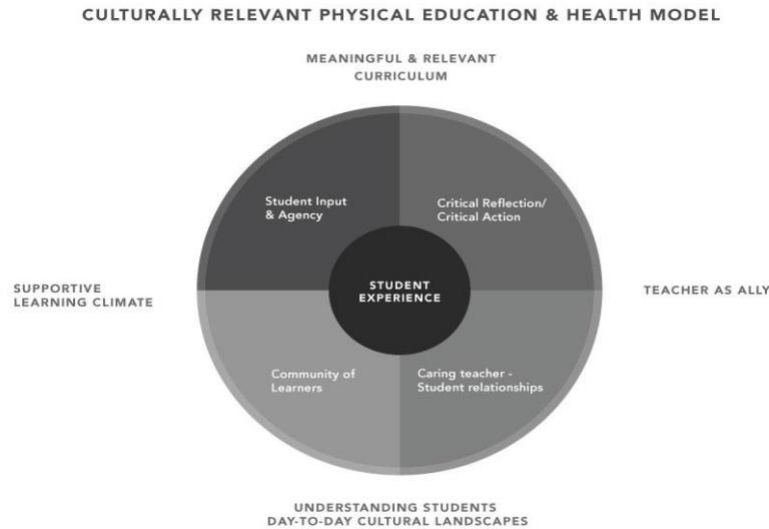 CULTURALLY RELEVANT PHYSICAL EDUCATION & HEALTH MODEL
MEANINGFUL & RELEVANT
CURRICULUM
Student Input
& Agency
Critical Reflection/
Critical Action
SUPPORTIVE
LEARNING CLIMATE
STUDENT
EXPERIENCE
TEACHER AS ALLY
Community of
Learners
Caring teacher -
Student relationships
UNDERSTANDING STUDENTS
DAY-TO-DAY CULTURAL LANDSCAPES